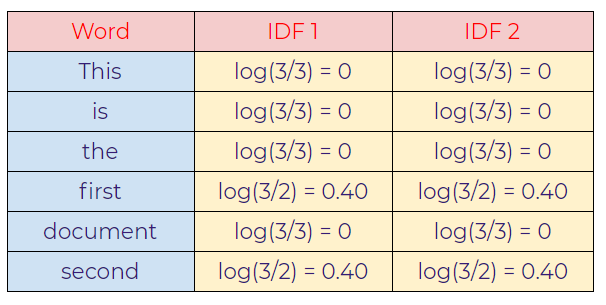 Word IDF 1 IDF 2
This log(3/3) = 0 log(3/3) = 0
is log(3/3) = 0 log(3/3) = 0
the log(3/3) = 0 log(3/3) = 0
first log(3/2) = 0.40 log(3/2) = 0.40
document log(3/3) = 0 log(3/3) = 0
second log(3/2) = 0.40 log(3/2) = 0.40